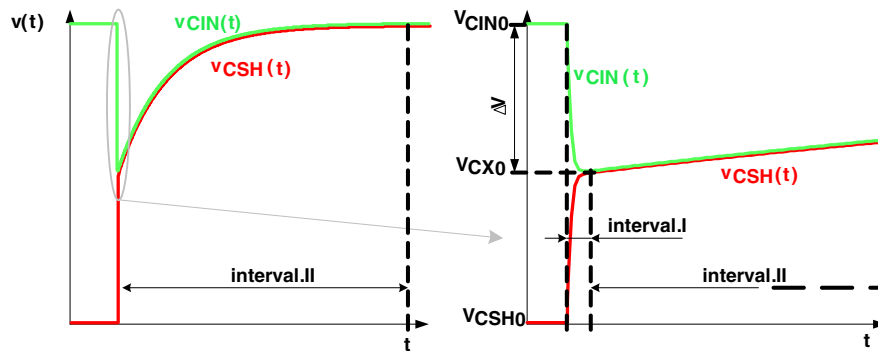 v(t)
vCIN(t)
vCSH(t)
interval.II
t
VCIN0
ΔV
vCIN(t)
VCX0
vCSH(t)
interval.I
interval.II
VCSH0
t